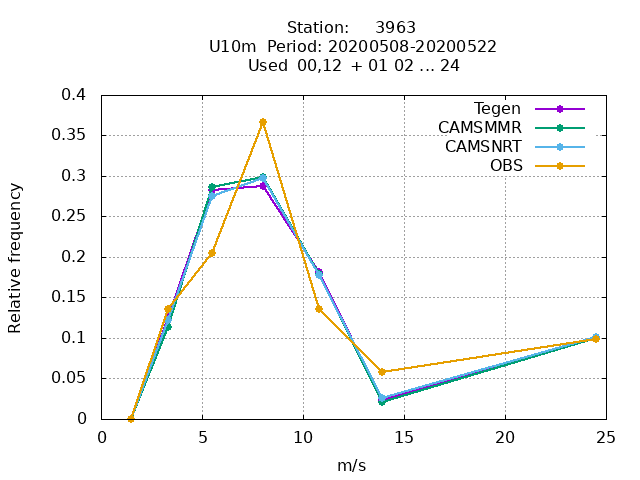 Station: 3963
U10m Period: 20200508-20200522
Used 00,12 + 01 02 ... 24
Tegen
CAMSMMR
CAMSNRT
OBS
0.4
0.35
0.3
0.25
0.2
0.15
0.1
0.05
0
Relative frequency
0 5 10 15 20 25
m/s